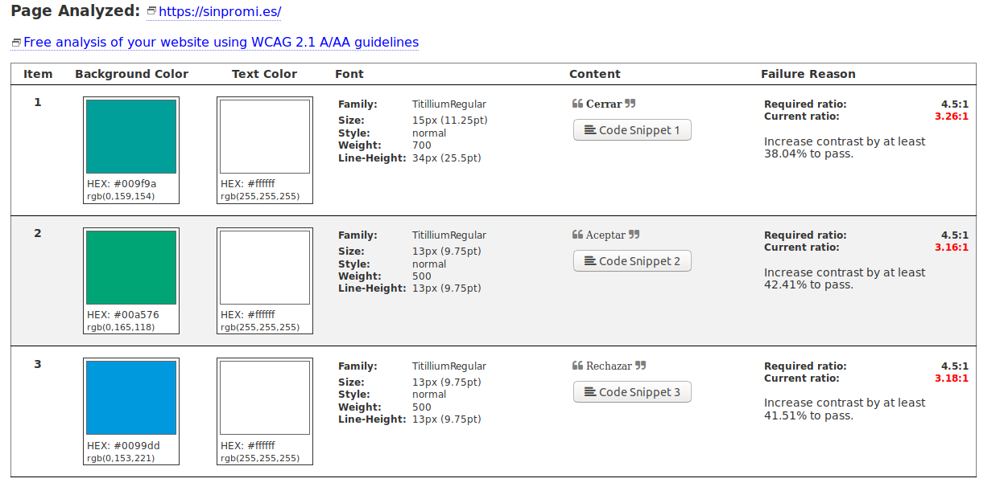 Page Analyzed: https://sinpromi.es/
Free analysis of your website using WCAG 2.1 A/AA guidelines
Item Background Color Text Color Font Content Failure Reason
1
HEX: #009f9a
rgb(0,159,154)
HEX: #ffffff
rgb(255,255,255)
Family: TitilliumRegular
Size: 15px (11.25pt)
Style: normal
Weight: 700
Line-Height: 34px (25.5pt)
❝ Cerrar ❞
Code Snippet 1
Required ratio: 4.5:1
Current ratio: 3.26:1
Increase contrast by at least
38.04% to pass.
2
HEX: #00a576
rgb(0,165,118)
HEX: #ffffff
rgb(255,255,255)
Family: TitilliumRegular
Size: 13px (9.75pt)
Style: normal
Weight: 500
Line-Height: 13px (9.75pt)
❝ Aceptar ❞
Code Snippet 2
Required ratio: 4.5:1
Current ratio: 3.16:1
Increase contrast by at least
42.41% to pass.
3
HEX: #0099dd
rgb(0,153,221)
HEX: #ffffff
rgb(255,255,255)
Family: TitilliumRegular
Size: 13px (9.75pt)
Style: normal
Weight: 500
Line-Height: 13px (9.75pt)
❝ Rechazar ❞
Code Snippet 3
Required ratio: 4.5:1
Current ratio: 3.18:1
Increase contrast by at least
41.51% to pass.